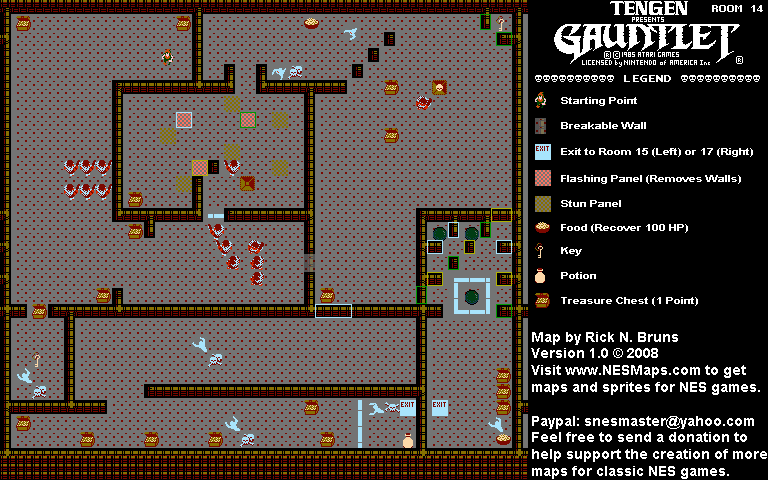 TENGEN
ROOM 14
PRESENTS
GAUNTLET
® © 1985 ATARI GAMES
LICENSED by NINTENDO of AMERICA Inc
®
LEGEND
Starting Point
Breakable Wall
EXIT
Exit to Room 15 (Left) or 17 (Right)
Flashing Panel (Removes Walls)
Stun Panel
Food (Recover 100 HP)
Key
Potion
Treasure Chest (1 Point)
Map by Rick N. Bruns
Version 1.0 © 2008
Visit www.NESMaps.com to get
maps and sprites for NES games.
EXIT
EXIT
Paypal: snesmaster@yahoo.com
Feel free to send a donation to
help support the creation of more
maps for classic NES games.